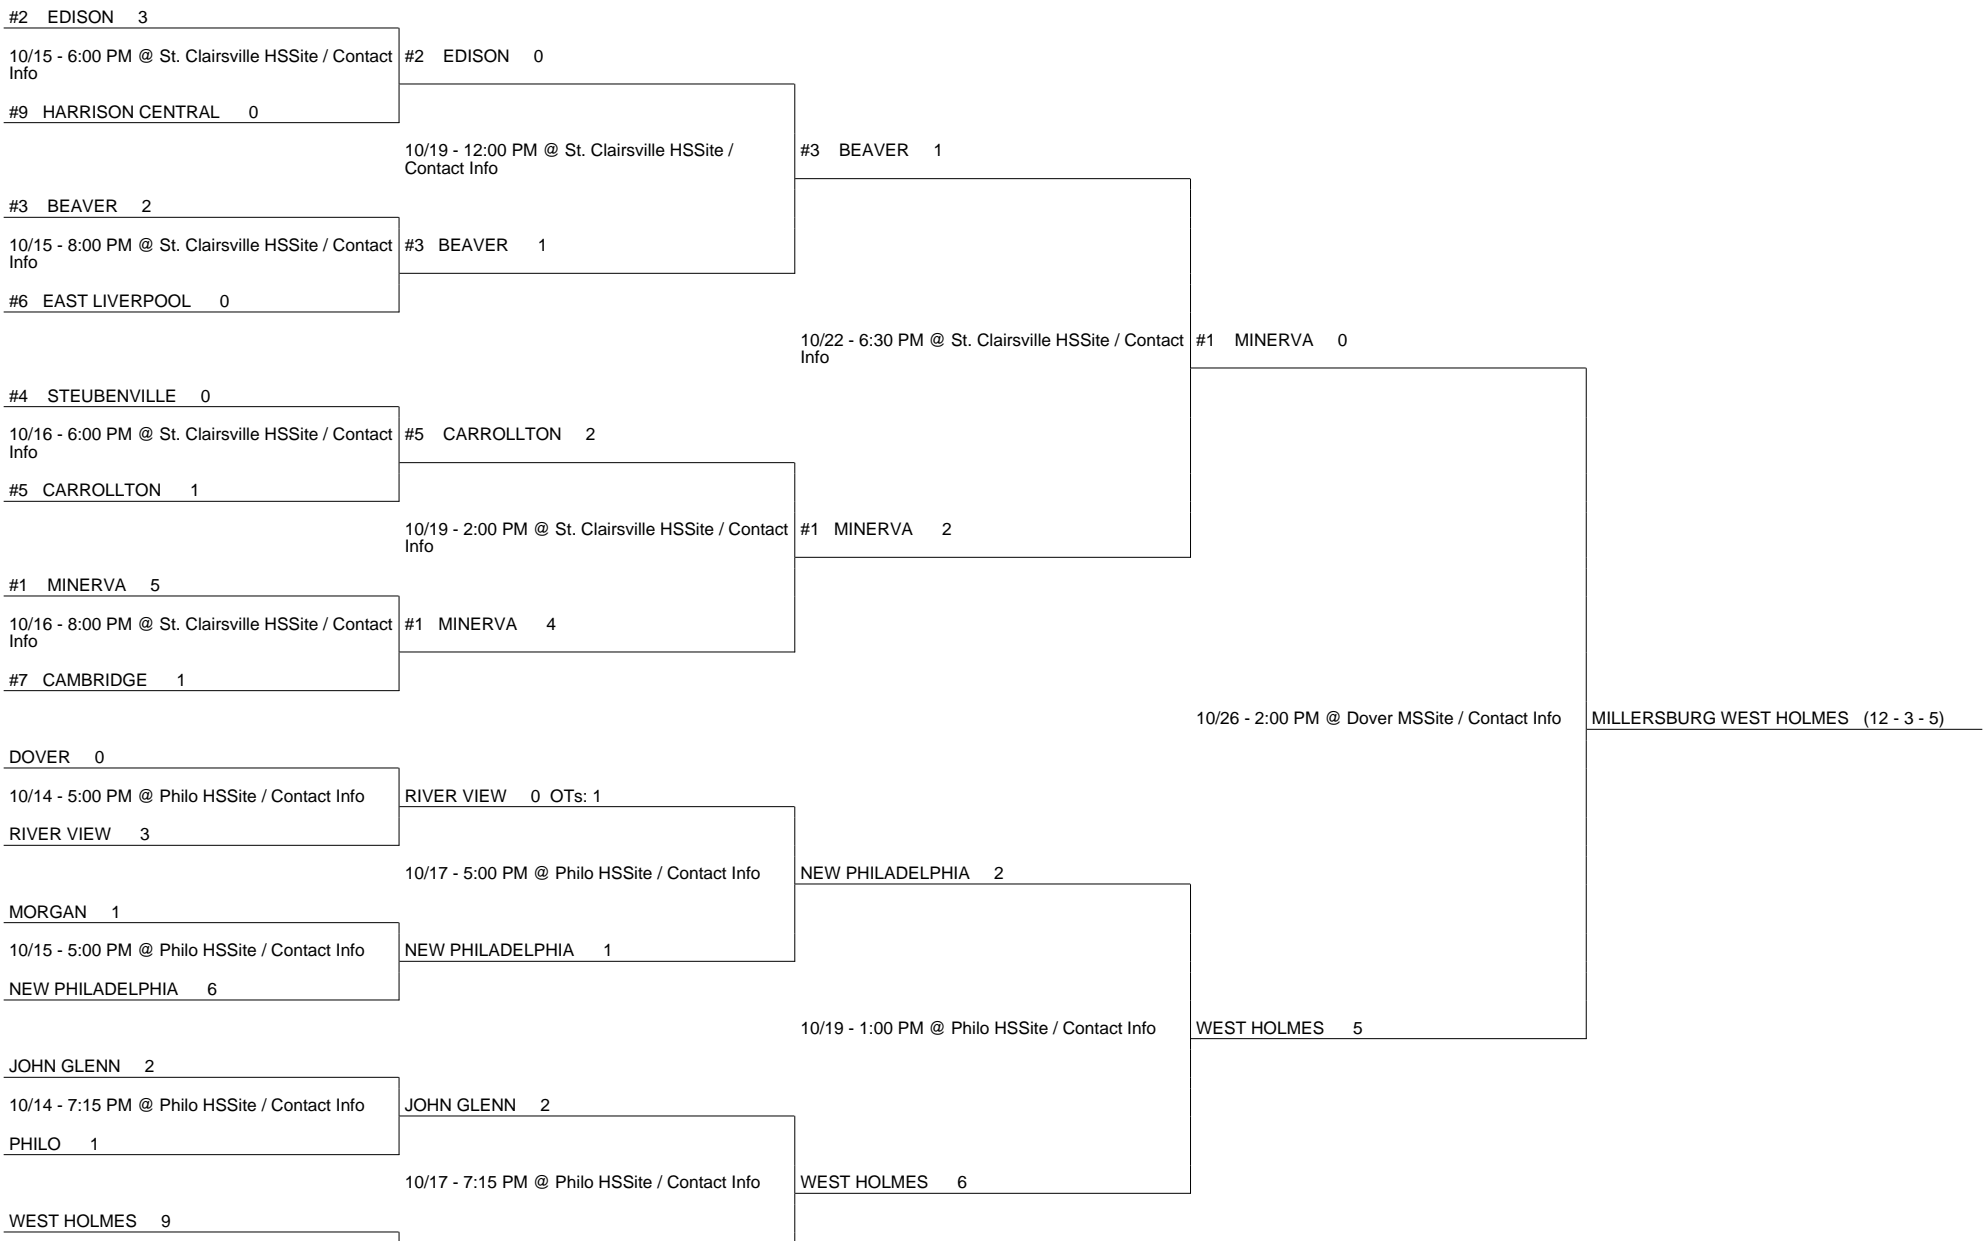 #2 EDISON 3
10/15 - 6:00 PM @ St. Clairsville HSSite / Contact
Info
#9 HARRISON CENTRAL 0
#3 BEAVER 2
10/15 - 8:00 PM @ St. Clairsville HSSite / Contact
Info
#6 EAST LIVERPOOL 0
#4 STEUBENVILLE 0
10/16 - 6:00 PM @ St. Clairsville HSSite / Contact
Info
#5 CARROLLTON 1
#1 MINERVA 5
10/16 - 8:00 PM @ St. Clairsville HSSite / Contact
Info
#7 CAMBRIDGE 1
DOVER 0
10/14 - 5:00 PM @ Philo HSSite / Contact Info
RIVER VIEW 3
MORGAN 1
10/15 - 5:00 PM @ Philo HSSite / Contact Info
NEW PHILADELPHIA 6
JOHN GLENN 2
10/14 - 7:15 PM @ Philo HSSite / Contact Info
PHILO 1
WEST HOLMES 9
#2 EDISON 0
10/19 - 12:00 PM @ St. Clairsville HSSite /
Contact Info
#3 BEAVER 1
#5 CARROLLTON 2
10/19 - 2:00 PM @ St. Clairsville HSSite / Contact
Info
#1 MINERVA 4
RIVER VIEW 0 OTs: 1
10/17 - 5:00 PM @ Philo HSSite / Contact Info
NEW PHILADELPHIA 1
JOHN GLENN 2
10/17 - 7:15 PM @ Philo HSSite / Contact Info
#3 BEAVER 1
10/22 - 6:30 PM @ St. Clairsville HSSite / Contact
Info
#1 MINERVA 2
NEW PHILADELPHIA 2
10/19 - 1:00 PM @ Philo HSSite / Contact Info
WEST HOLMES 6
#1 MINERVA 0
10/26 - 2:00 PM @ Dover MSSite / Contact Info
WEST HOLMES 5
MILLERSBURG WEST HOLMES (12 - 3 - 5)